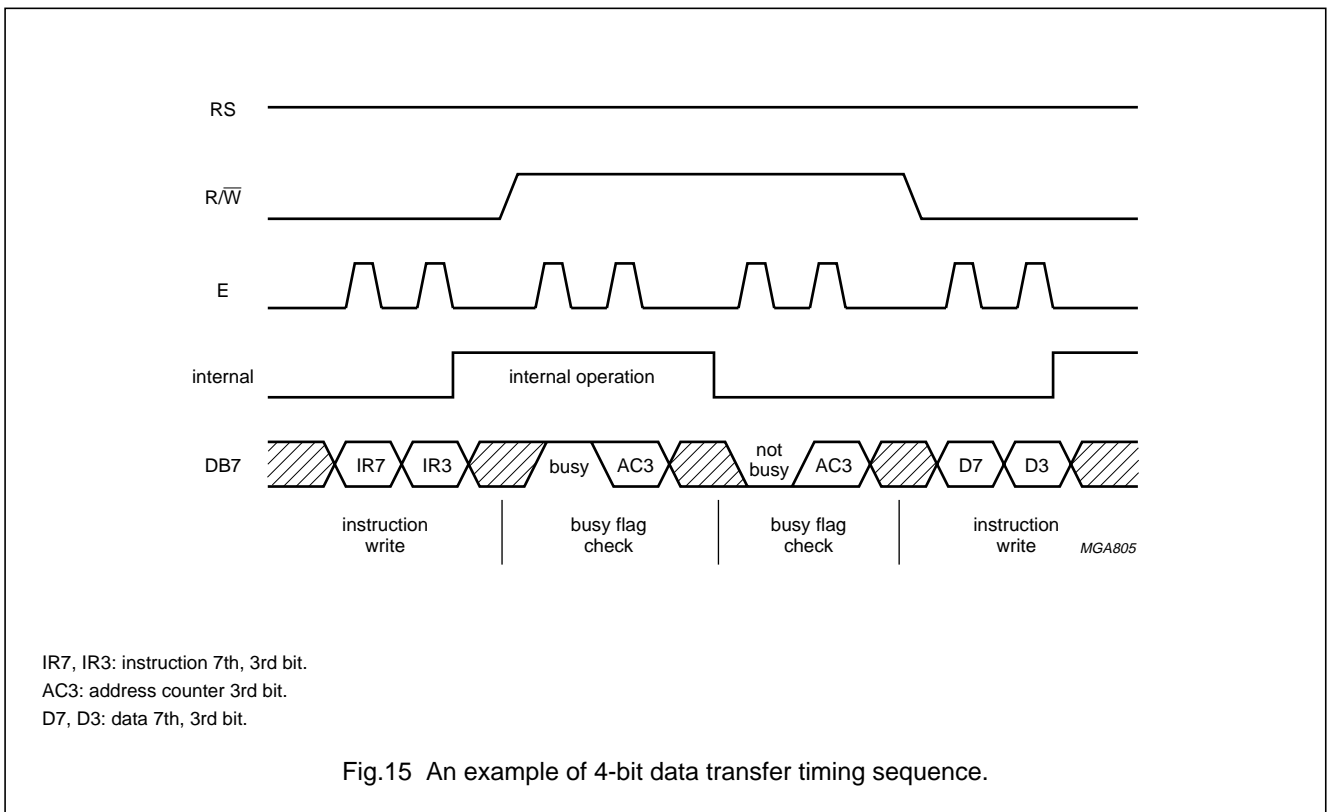 RS
R/W̅
E
internal
internal operation
DB7
IR7 IR3 busy AC3 not busy AC3 D7 D3
instruction write
busy flag check
busy flag check
instruction write
MGA805
IR7, IR3: instruction 7th, 3rd bit.
AC3: address counter 3rd bit.
D7, D3: data 7th, 3rd bit.
Fig.15 An example of 4-bit data transfer timing sequence.